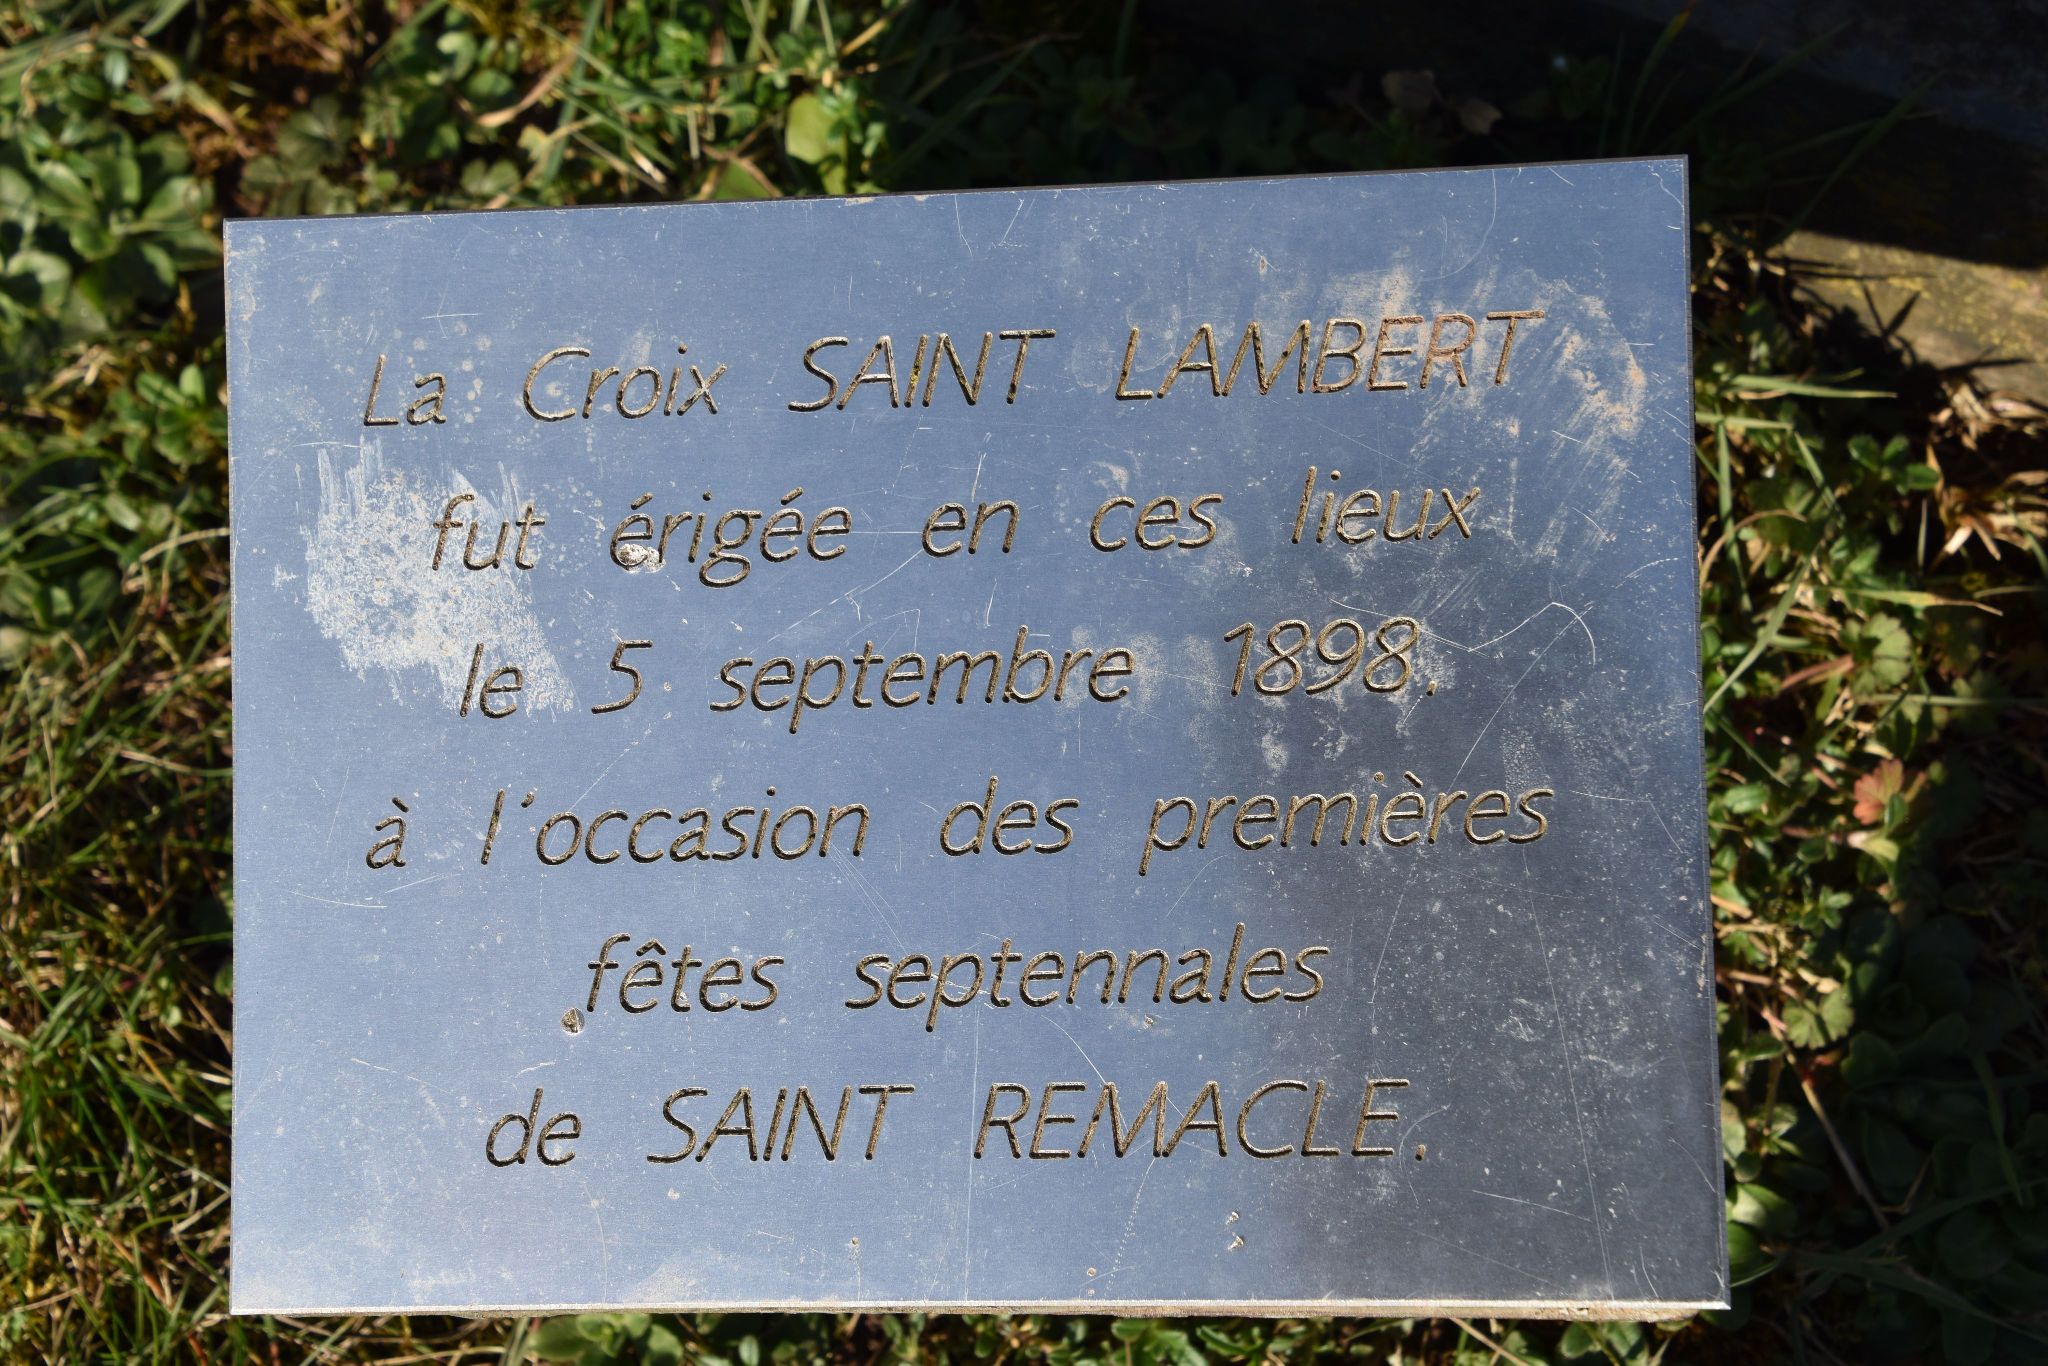 La Croix SAINT LAMBERT
fut érigée en ces lieux
le 5 septembre 1898.
à l'occasion des premières
fêtes septennales
de SAINT REMACLE.